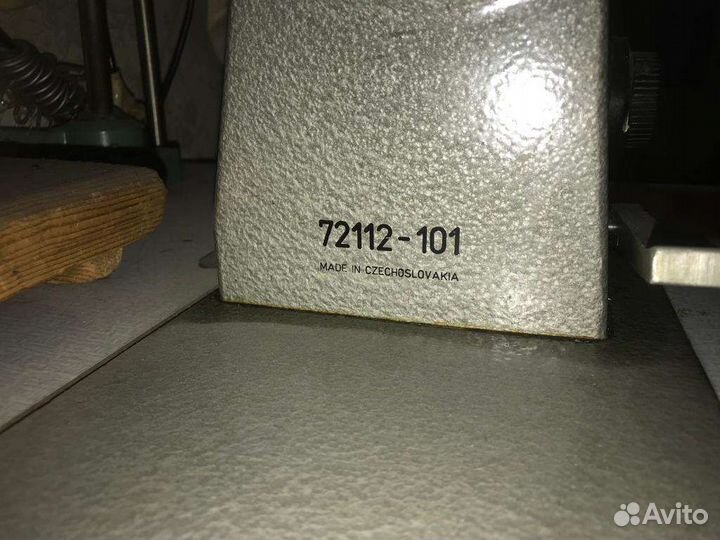 72112-101
MADE IN CZECHOSLOVAKIA
Avito